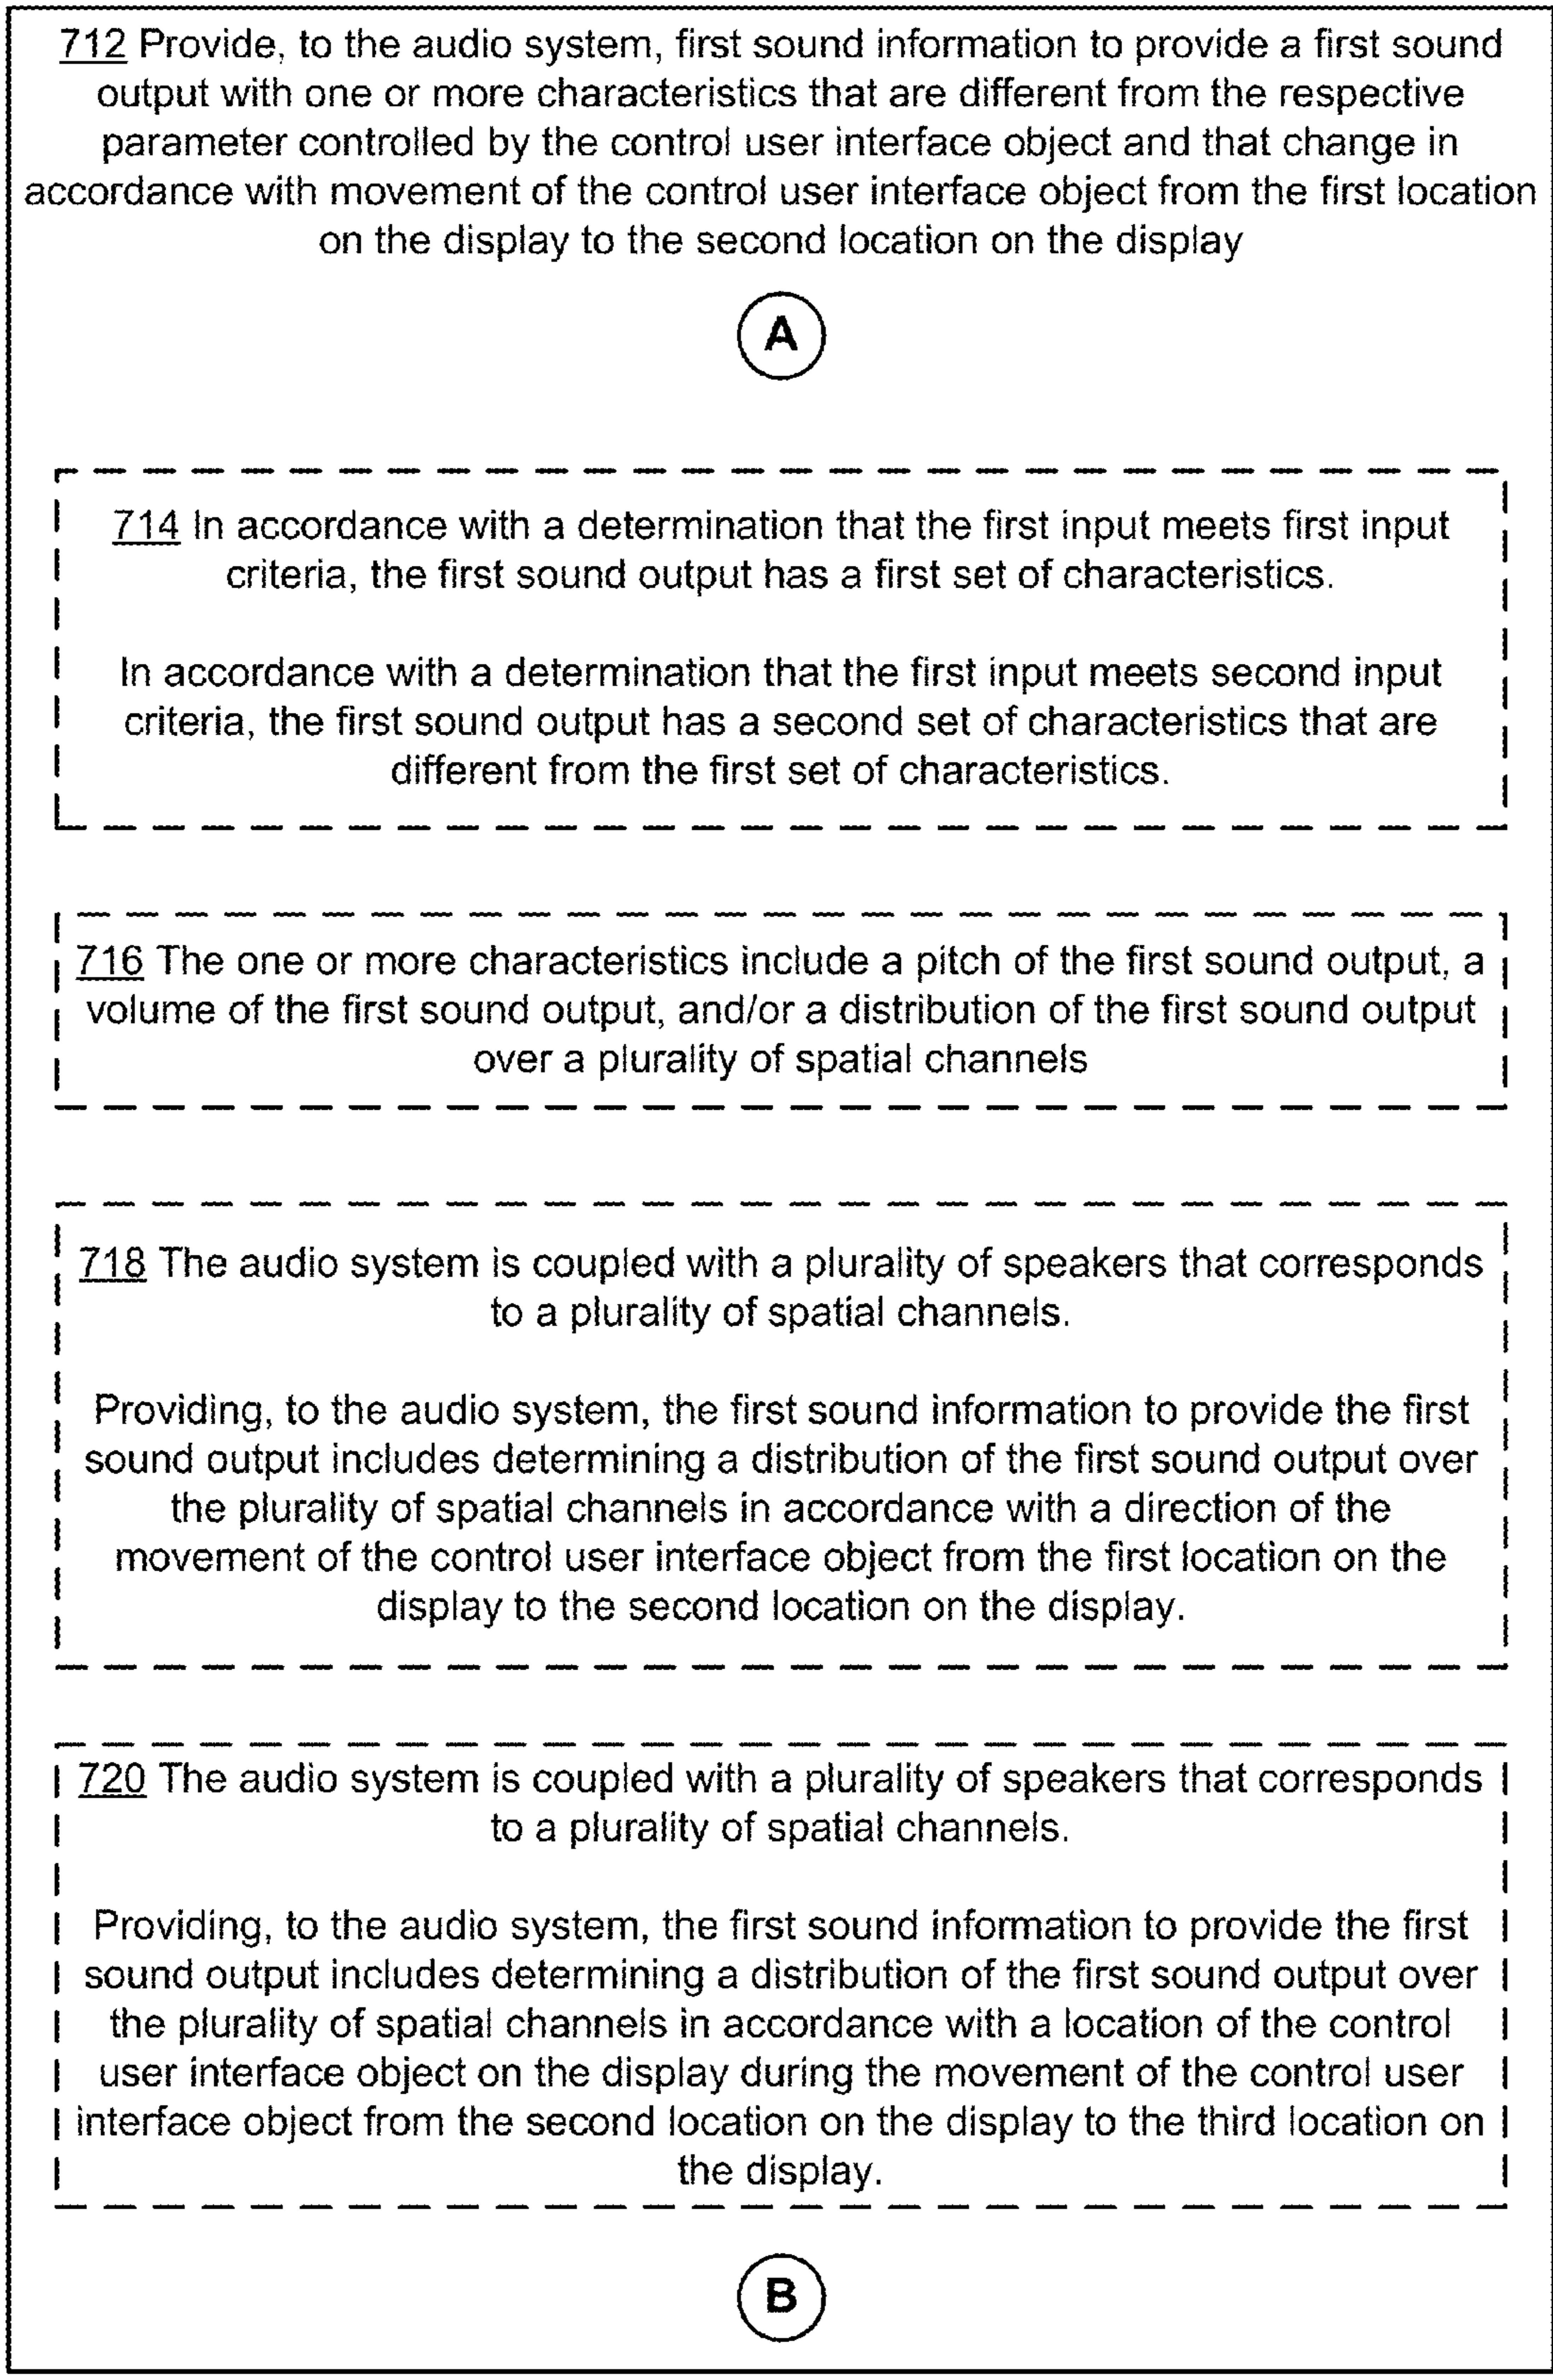 712 Provide, to the audio system, first sound information to provide a first sound
output with one or more characteristics that are different from the respective
parameter controlled by the control user interface object and that change in
accordance with movement of the control user interface object from the first location
on the display to the second location on the display
A
714 In accordance with a determination that the first input meets first input
criteria, the first sound output has a first set of characteristics.
In accordance with a determination that the first input meets second input
criteria, the first sound output has a second set of characteristics that are
different from the first set of characteristics.
716 The one or more characteristics include a pitch of the first sound output, a
volume of the first sound output, and/or a distribution of the first sound output
over a plurality of spatial channels
718 The audio system is coupled with a plurality of speakers that corresponds
to a plurality of spatial channels.
Providing, to the audio system, the first sound information to provide the first
sound output includes determining a distribution of the first sound output over
the plurality of spatial channels in accordance with a direction of the
movement of the control user interface object from the first location on the
display to the second location on the display.
720 The audio system is coupled with a plurality of speakers that corresponds
to a plurality of spatial channels.
Providing, to the audio system, the first sound information to provide the first
sound output includes determining a distribution of the first sound output over
the plurality of spatial channels in accordance with a location of the control
user interface object on the display during the movement of the control user
interface object from the second location on the display to the third location on
the display.
B